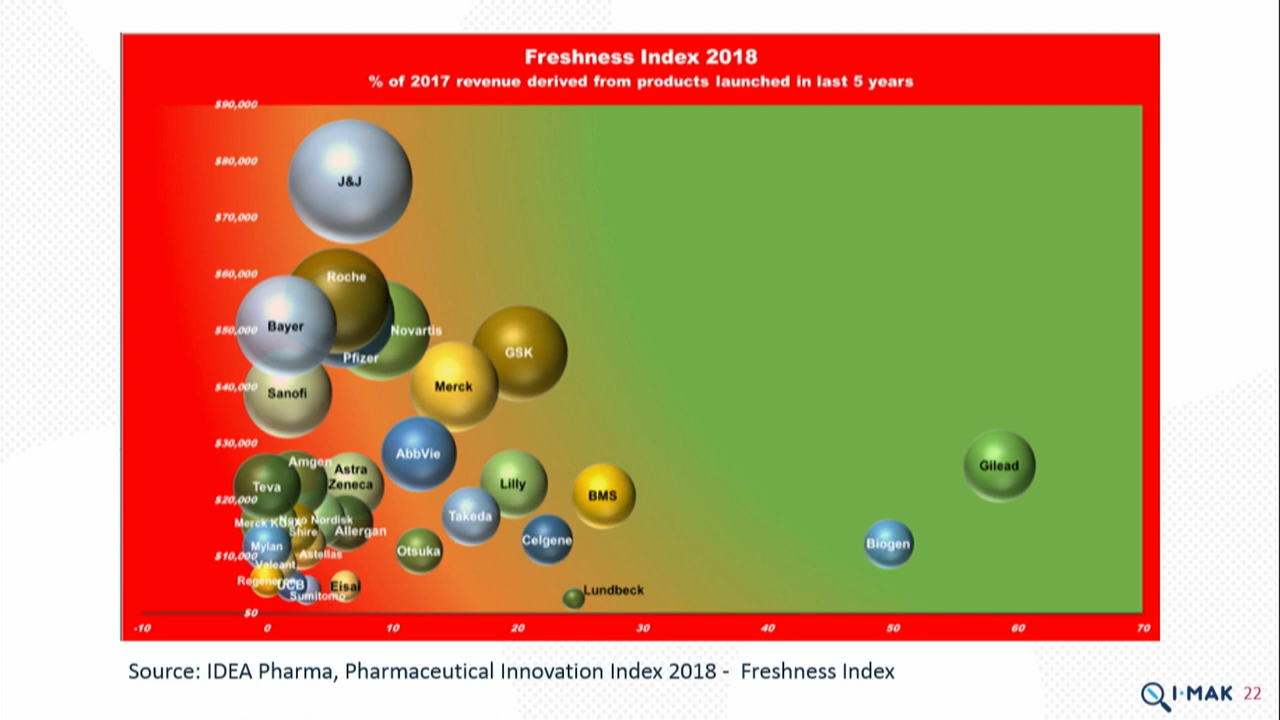 Freshness Index 2018
% of 2017 revenue derived from products launched in last 5 years
$90,000
$80,000
J&J
$70,000
$60,000
Roche
Bayer
$50,000
Novartis
Pfizer
GSK
$40,000
Sanofi
Merck
$30,000
AbbVie
Amgen
Astra
Zeneca
Gilead
Teva
Lilly
BMS
$20,000
Takeda
Nordisk
Shire
Allergan
Mylan
Celgene
Biogen
$10,000
Astellas
Otsuka
Valeant
UCB
Eisai
Sumitomo
Lundbeck
$0
-10 0 10 20 30 40 50 60 70
Source: IDEA Pharma, Pharmaceutical Innovation Index 2018 - Freshness Index
I·MAK 22